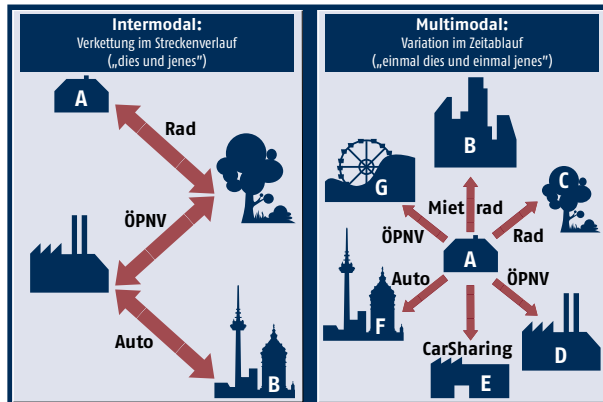 Intermodal:
Verkettung im Streckenverlauf
(„dies und jenes”)
A
Rad
ÖPNV
Auto
B
Multimodal:
Variation im Zeitablauf
(„einmal dies und einmal jenes”)
B
G
C
Miet rad
ÖPNV
Rad
A
Auto
ÖPNV
F
CarSharing
D
E